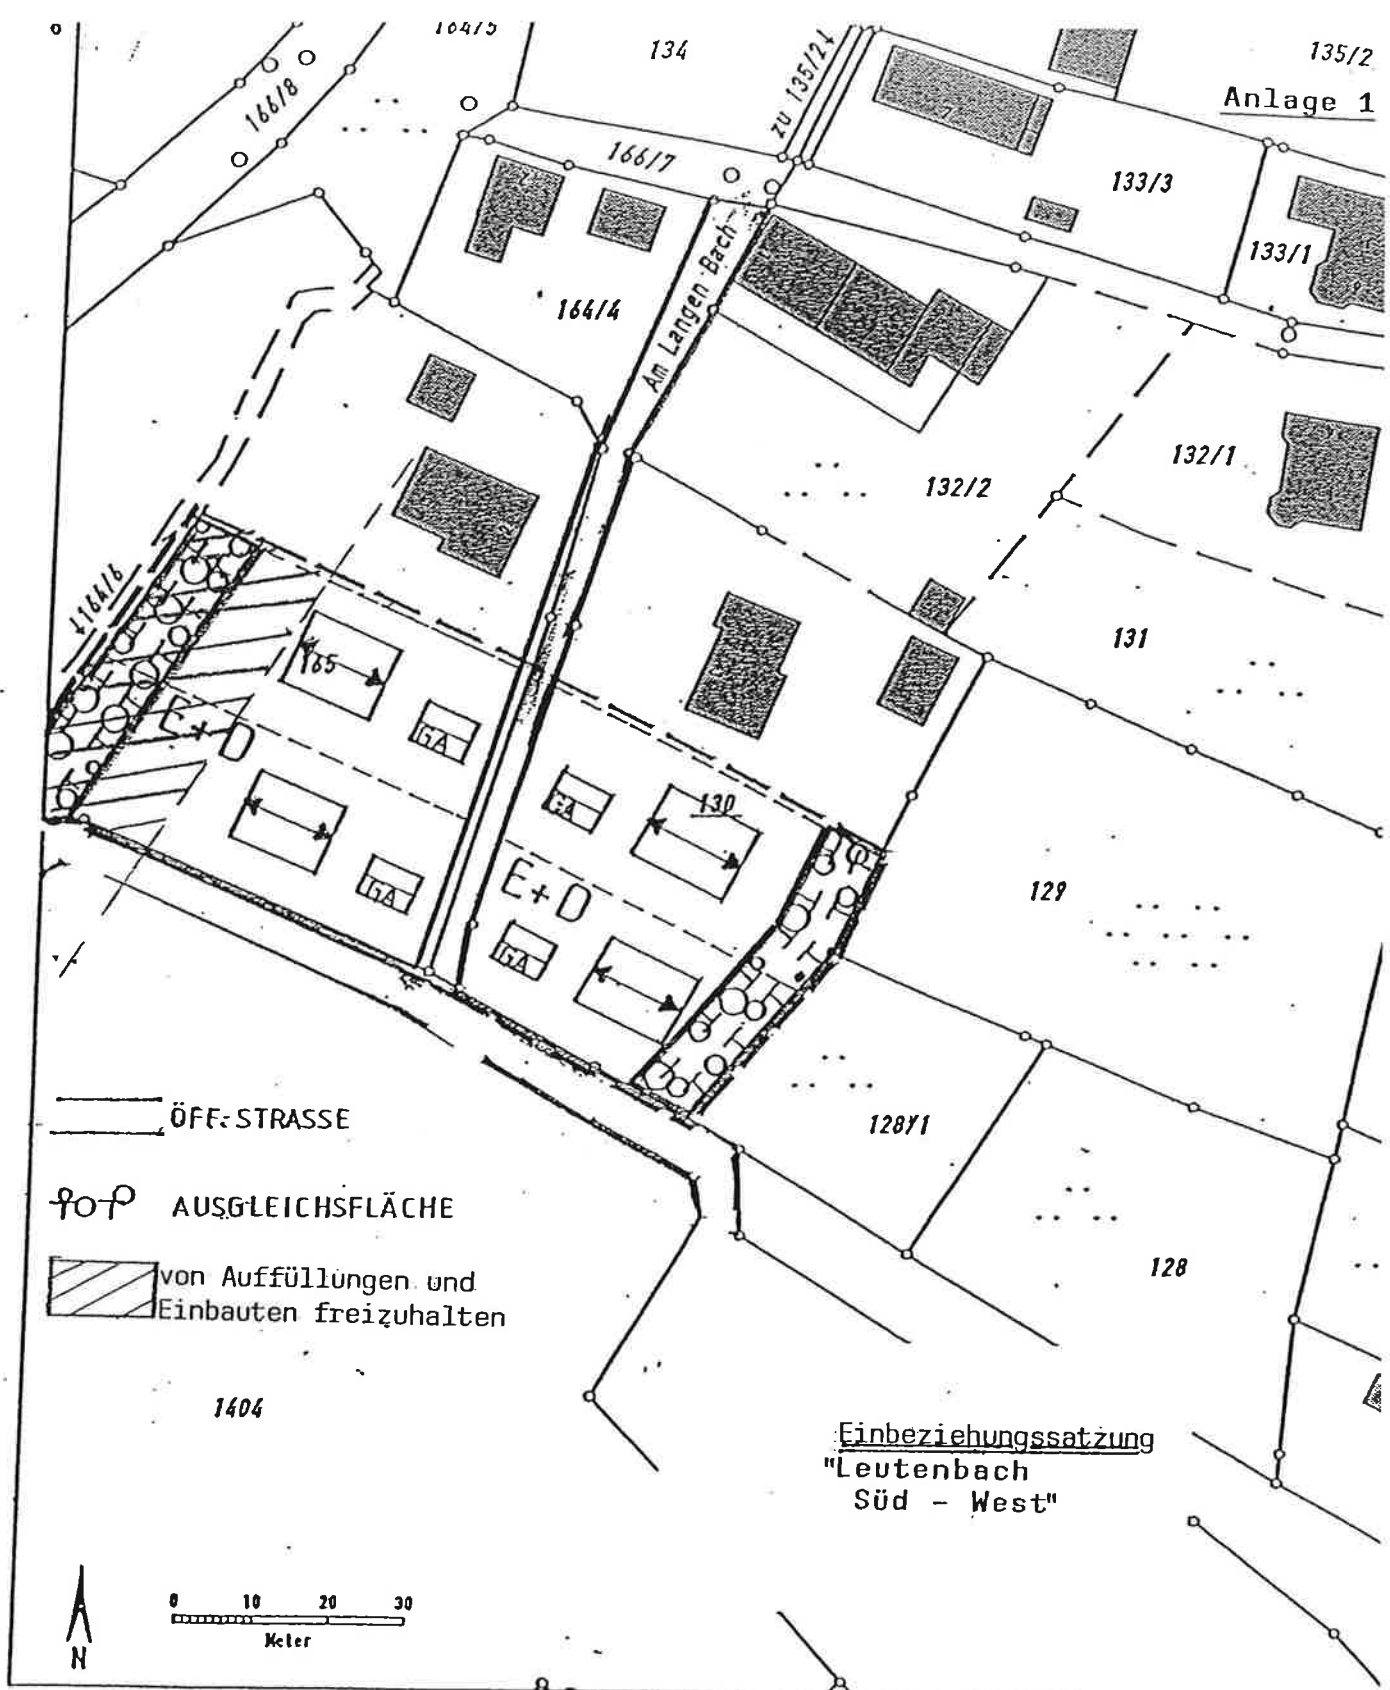 164/5
134
zu 135/2
135/2
Anlage 1
166/8
166/7
133/3
133/1
164/4
Am Langen Bach
132/2
132/1
164/6
131
165
GA
E+D
GA
130
GA
E+D
GA
129
128/1
128
ÖFF. STRASSE
AUSGLEICHSFLÄCHE
von Auffüllungen und
Einbauten freizuhalten
1404
Einbeziehungssatzung
"Leutenbach
Süd - West"
0 10 20 30
Meter
N